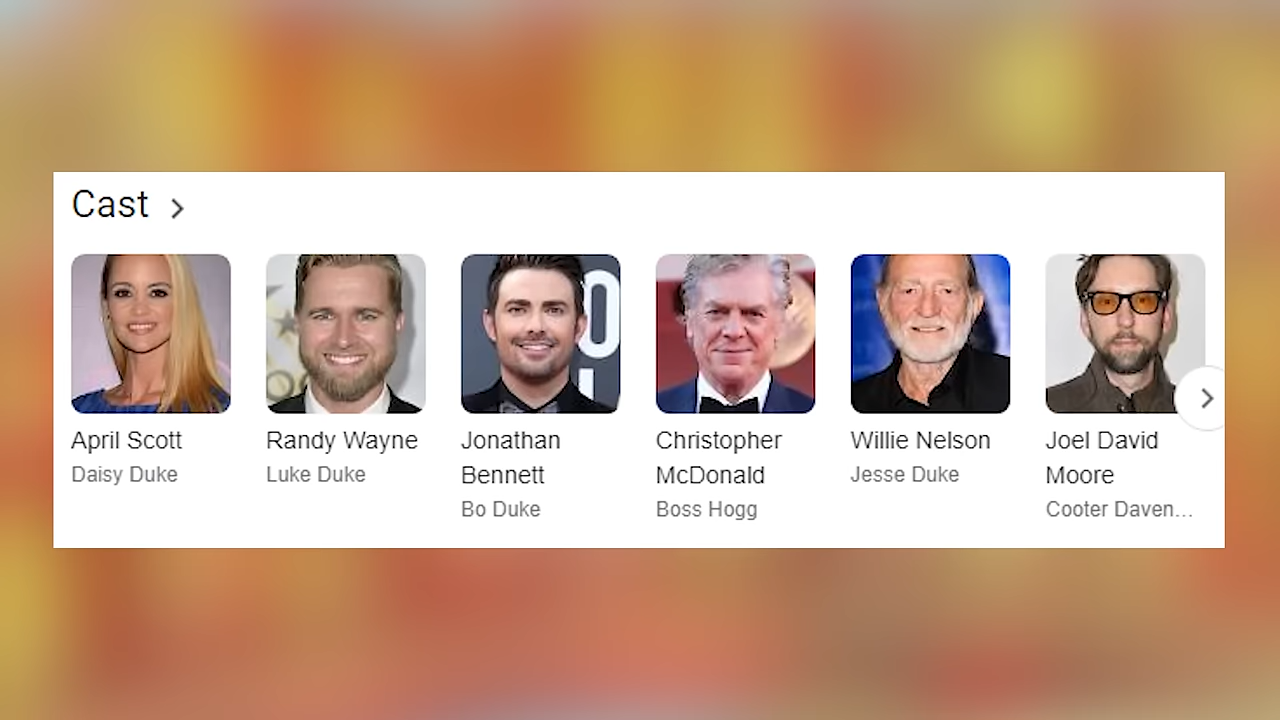 Cast
April Scott
Daisy Duke
Randy Wayne
Luke Duke
Jonathan
Bennett
Bo Duke
Christopher
McDonald
Boss Hogg
Willie Nelson
Jesse Duke
Joel David
Moore
Cooter Daven...